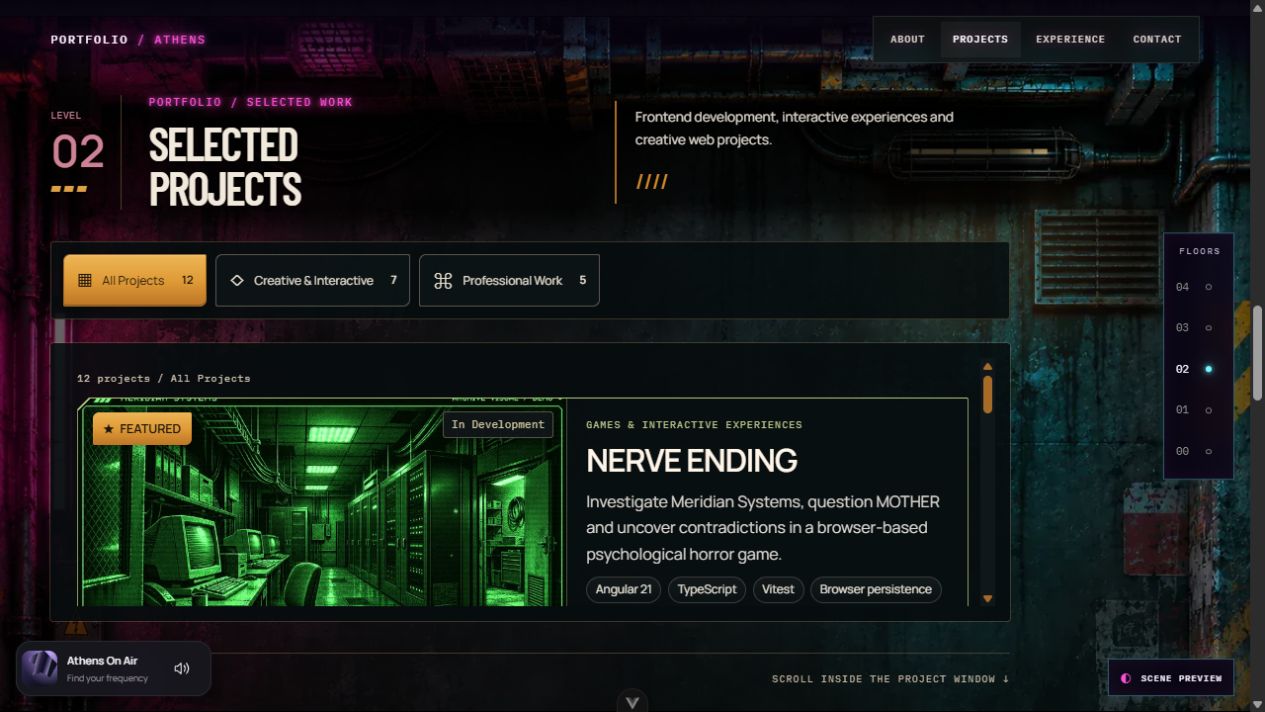 PORTFOLIO / ATHENS
ABOUT
PROJECTS
EXPERIENCE
CONTACT
PORTFOLIO / SELECTED WORK
LEVEL
02
SELECTED
PROJECTS
Frontend development, interactive experiences and
creative web projects.
////
FLOORS
04
03
02
01
00
All Projects 12
Creative & Interactive 7
Professional Work 5
12 projects / All Projects
MERIDIAN SYSTEMS
★ FEATURED
In Development
GAMES & INTERACTIVE EXPERIENCES
NERVE ENDING
Investigate Meridian Systems, question MOTHER
and uncover contradictions in a browser-based
psychological horror game.
Angular 21
TypeScript
Vitest
Browser persistence
Athens On Air
Find your frequency
SCROLL INSIDE THE PROJECT WINDOW ↓
SCENE PREVIEW